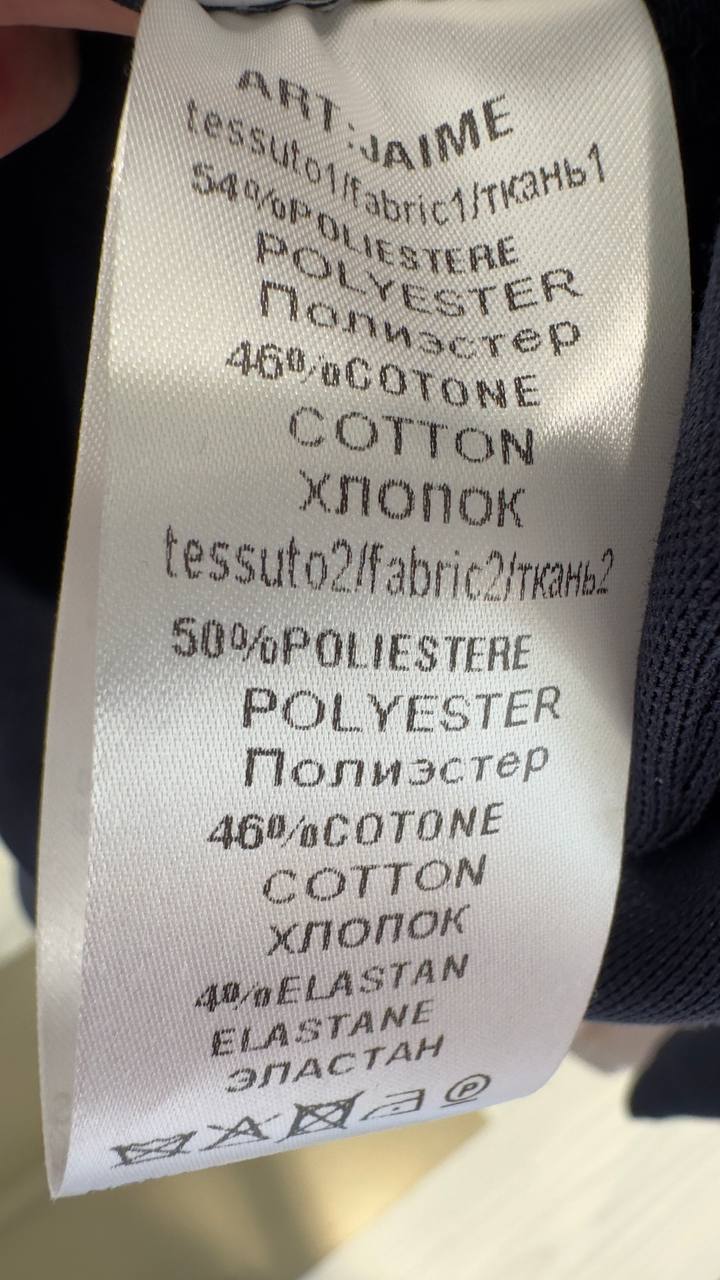 ART:JAIME
tessuto1/fabric1/ткань1
54%POLIESTERE
POLYESTER
Полиэстер
46%COTONE
COTTON
ХЛОПОК
tessuto2/fabric2/ткань2
50%POLIESTERE
POLYESTER
Полиэстер
46%COTONE
COTTON
ХЛОПОК
4%ELASTAN
ELASTANE
ЭЛАСТАН
P